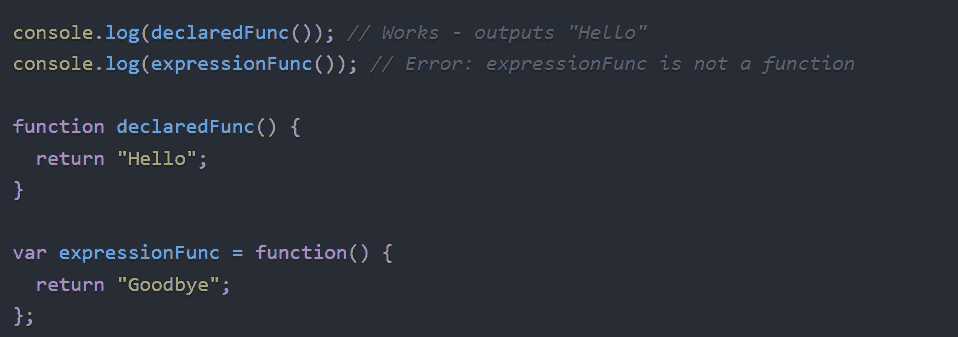 console.log(declaredFunc()); // Works - outputs "Hello"
console.log(expressionFunc()); // Error: expressionFunc is not a function

function declaredFunc() {
  return "Hello";
}

var expressionFunc = function() {
  return "Goodbye";
};